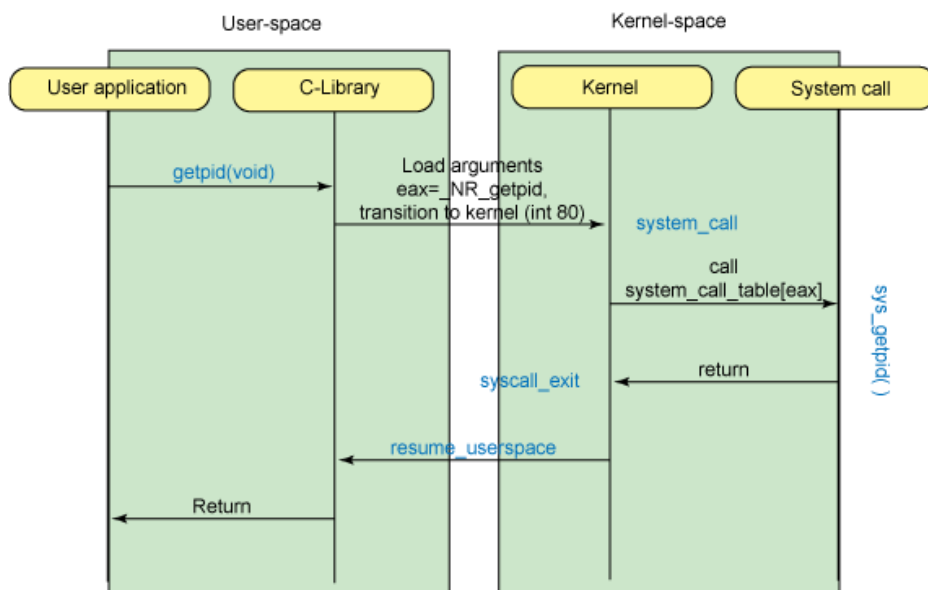 User-space
Kernel-space
User application
C-Library
Kernel
System call
getpid(void)
Load arguments
eax=_NR_getpid,
transition to kernel (int 80)
system_call
call
system_call_table[eax]
sys_getpid( )
return
syscall_exit
resume_userspace
Return